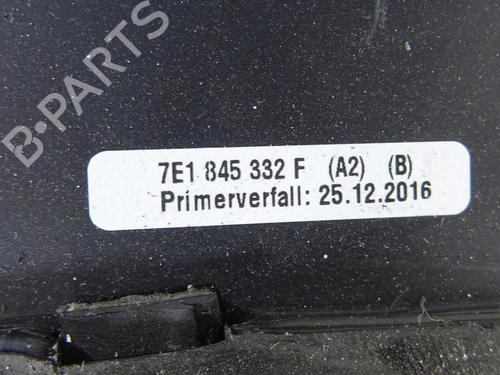 B-PARTS
7E1 845 332 F (A2) (B)
Primerverfall: 25.12.2016